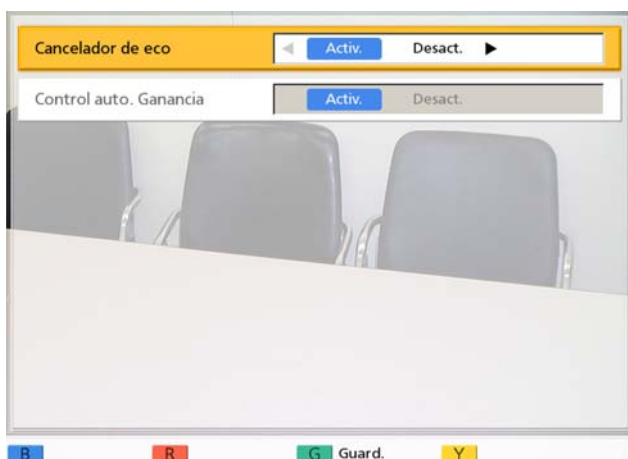 Cancelador de eco Activ. Desact.
Control auto. Ganancia Activ. Desact.
B R G Guard. Y